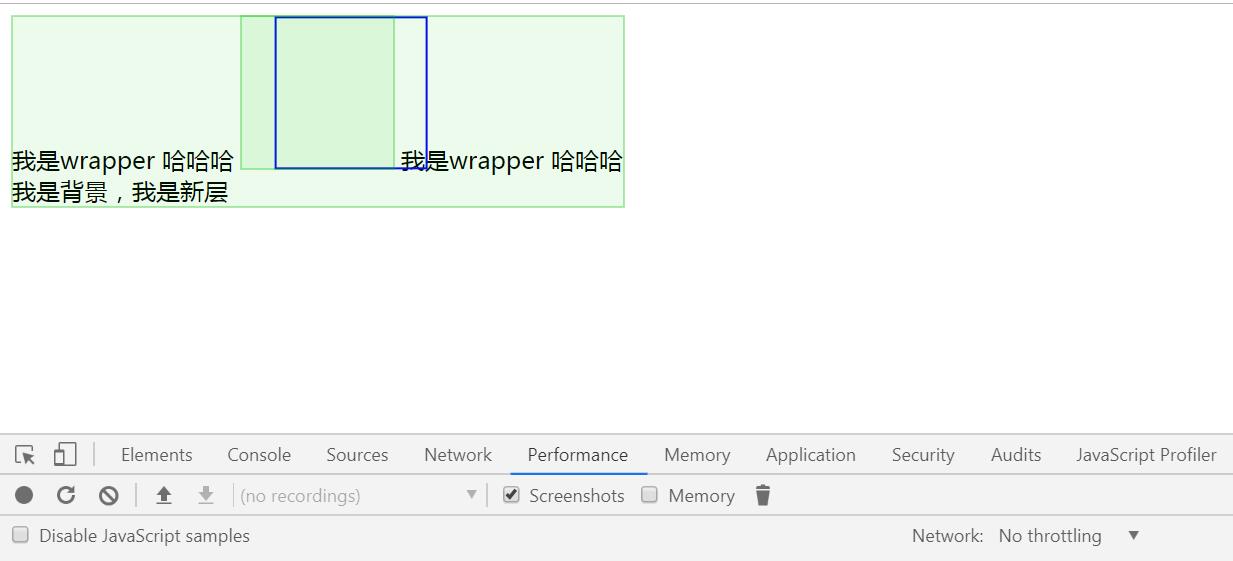 我是wrapper 哈哈哈 我是wrapper 哈哈哈
我是背景，我是新层
Elements Console Sources Network Performance Memory Application Security Audits JavaScript Profiler
(no recordings) Screenshots Memory
Disable JavaScript samples Network: No throttling